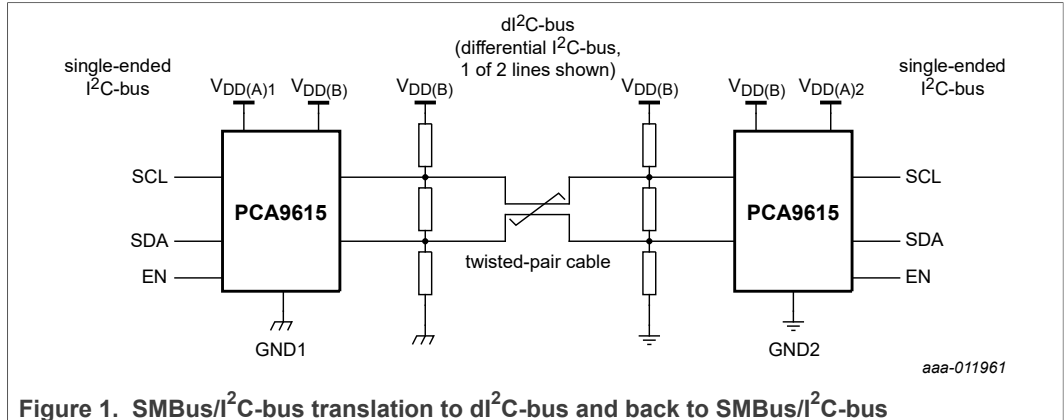 dI²C-bus
(differential I²C-bus,
1 of 2 lines shown)
single-ended
I²C-bus
single-ended
I²C-bus
VDD(A)1 VDD(B) VDD(B) VDD(B) VDD(B) VDD(A)2
SCL SCL
PCA9615 PCA9615
SDA SDA
twisted-pair cable
EN EN
GND1 GND2
aaa-011961
Figure 1. SMBus/I²C-bus translation to dI²C-bus and back to SMBus/I²C-bus